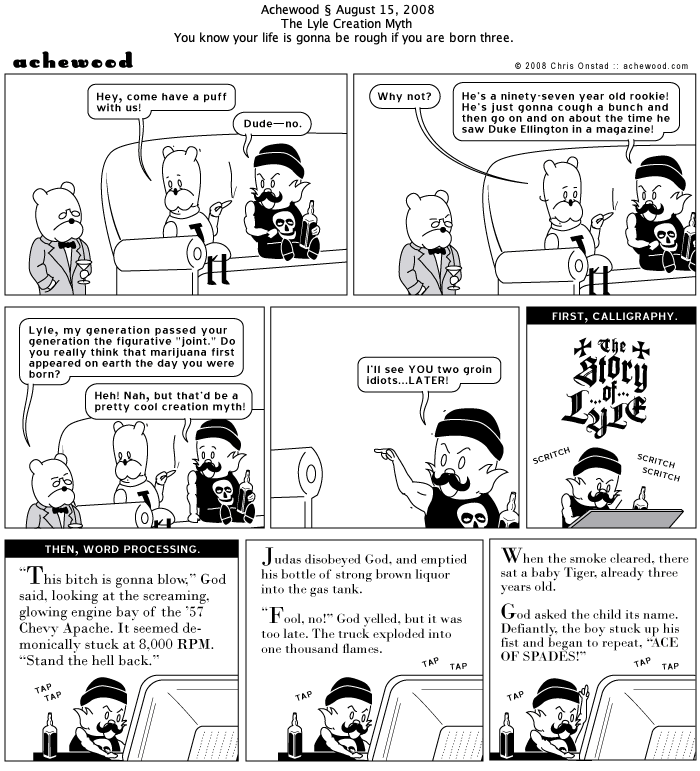 Achewood § August 15, 2008
The Lyle Creation Myth
You know your life is gonna be rough if you are born three.
achewood
© 2008 Chris Onstad :: achewood.com
Hey, come have a puff
with us!
Dude—no.
Why not?
He's a ninety-seven year old rookie!
He's just gonna cough a bunch and
then go on and on about the time he
saw Duke Ellington in a magazine!
Lyle, my generation passed your
generation the figurative "joint." Do
you really think that marijuana first
appeared on earth the day you were
born?
Heh! Nah, but that'd be a
pretty cool creation myth!
I'll see YOU two groin
idiots...LATER!
FIRST, CALLIGRAPHY.
The
Story
...of...
LYLE
SCRITCH
SCRITCH
SCRITCH
THEN, WORD PROCESSING.
“This bitch is gonna blow,” God
said, looking at the screaming,
glowing engine bay of the ’57
Chevy Apache. It seemed de-
monically stuck at 8,000 RPM.
“Stand the hell back.”
TAP
TAP
Judas disobeyed God, and emptied
his bottle of strong brown liquor
into the gas tank.
“Fool, no!” God yelled, but it was
too late. The truck exploded into
one thousand flames.
TAP
TAP
TAP
When the smoke cleared, there
sat a baby Tiger, already three
years old.
God asked the child its name.
Defiantly, the boy stuck up his
fist and began to repeat, “ACE
OF SPADES!”
TAP
TAP
TAP